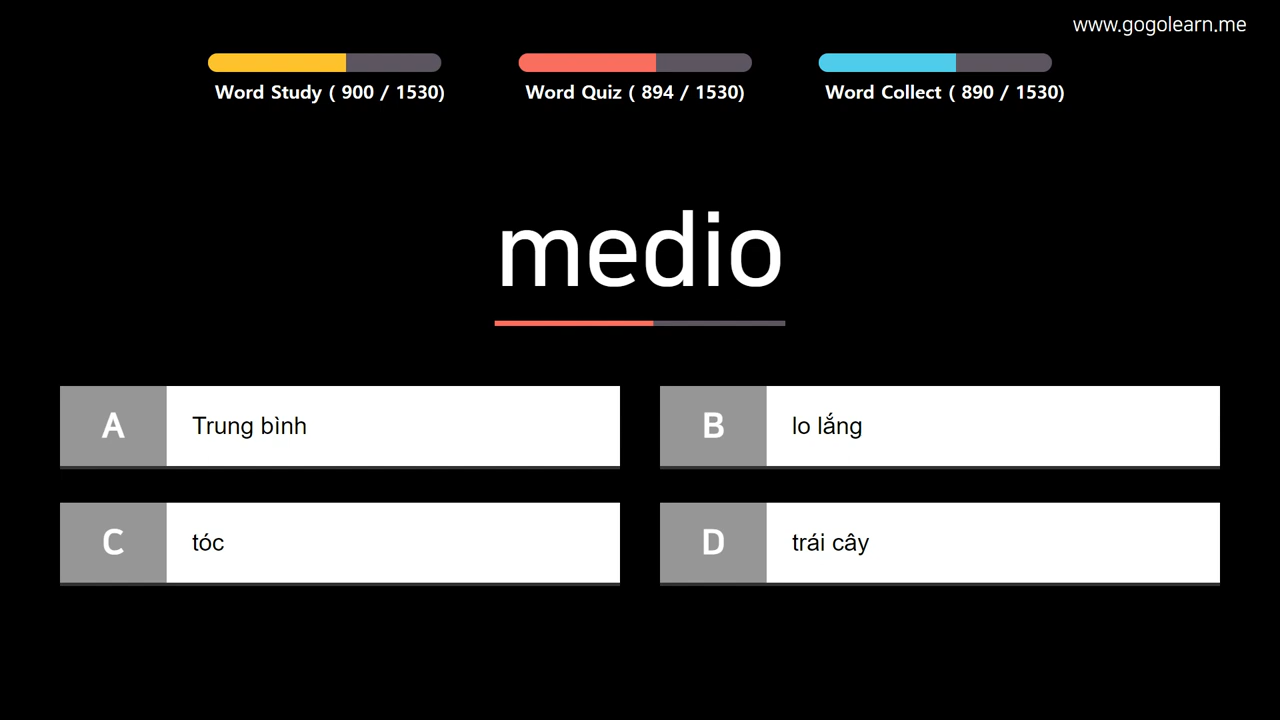 www.gogolearn.me
Word Study ( 900 / 1530)
Word Quiz ( 894 / 1530)
Word Collect ( 890 / 1530)
medio
A
Trung bình
B
lo lắng
C
tóc
D
trái cây